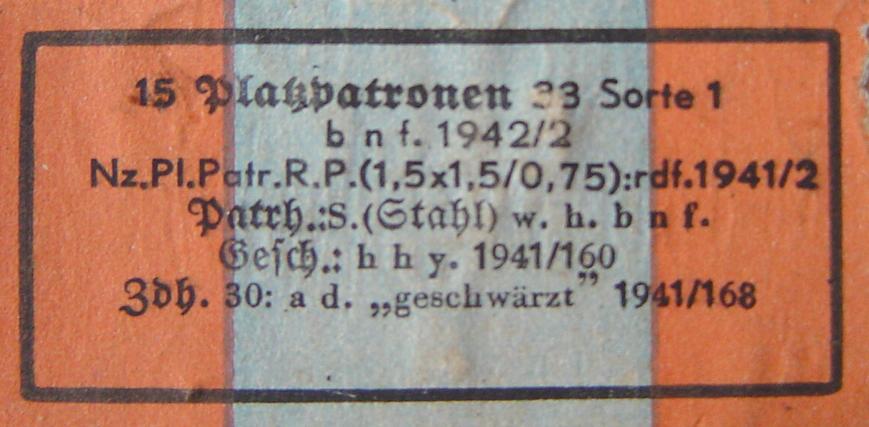 15 Platzpatronen 33 Sorte 1
b n f. 1942/2
Nz.Pl.Patr.R.P.(1,5x1,5/0,75):rdf.1941/2
Patrh.:S.(Stahl) w. h. b n f.
Gesch.: h h y. 1941/160
Zdh. 30: a d. „geschwärzt” 1941/168